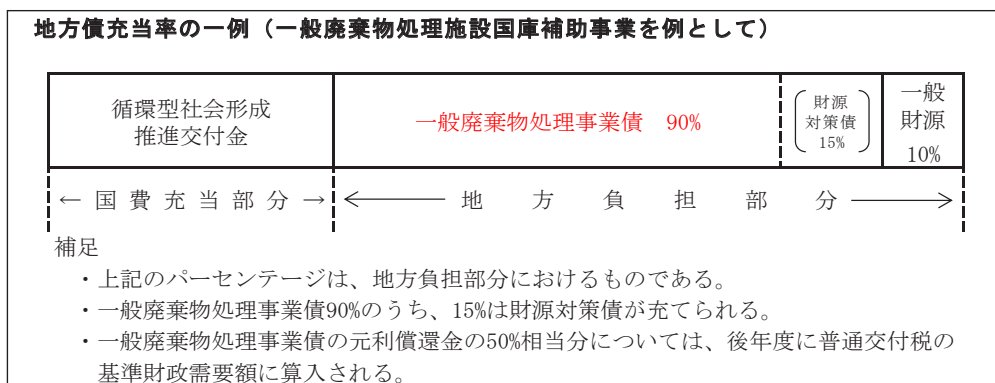 地方債充当率の一例（一般廃棄物処理施設国庫補助事業を例として）
循環型社会形成
推進交付金
一般廃棄物処理事業債　90%
財源
対策債
15%
一般
財源
10%
← 国 費 充 当 部 分 →
← 地 方 負 担 部 分 →
補足
・上記のパーセンテージは、地方負担部分におけるものである。
・一般廃棄物処理事業債90%のうち、15%は財源対策債が充てられる。
・一般廃棄物処理事業債の元利償還金の50%相当分については、後年度に普通交付税の
基準財政需要額に算入される。